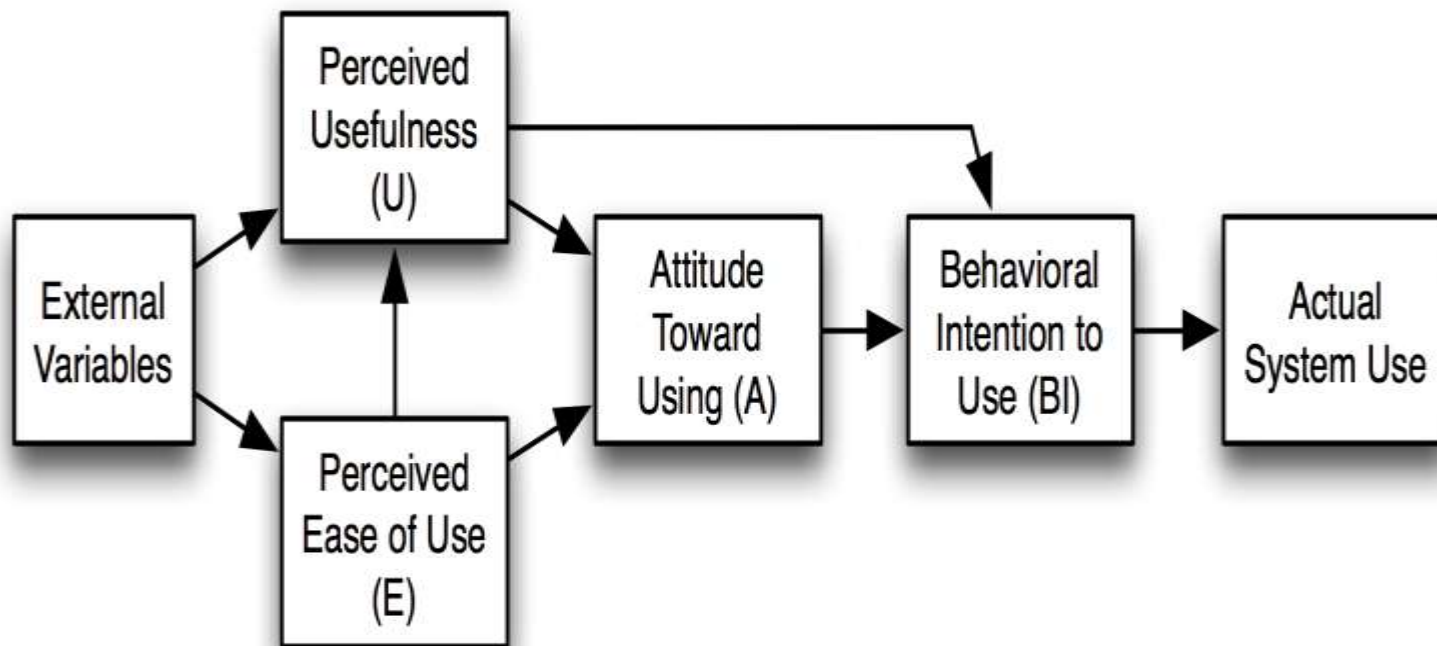 Perceived
Usefulness
(U)
External
Variables
Perceived
Ease of Use
(E)
Attitude
Toward
Using (A)
Behavioral
Intention to
Use (BI)
Actual
System Use